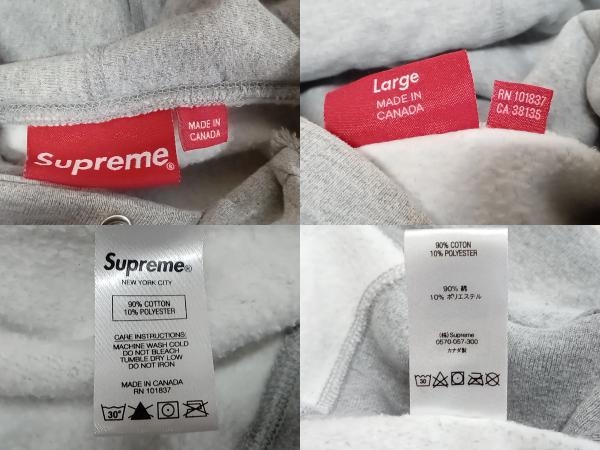 Supreme®
MADE IN
CANADA
Large
MADE IN
CANADA
RN 101837
CA 38135
Supreme®
NEW YORK CITY
90% COTTON
10% POLYESTER
CARE INSTRUCTIONS:
MACHINE WASH COLD
DO NOT BLEACH
TUMBLE DRY LOW
DO NOT IRON
MADE IN CANADA
RN 101837
30°
90% COTTON
10% POLYESTER
90% 綿
10% ポリエステル
(株) Supreme
0570-057-300
カナダ製
30